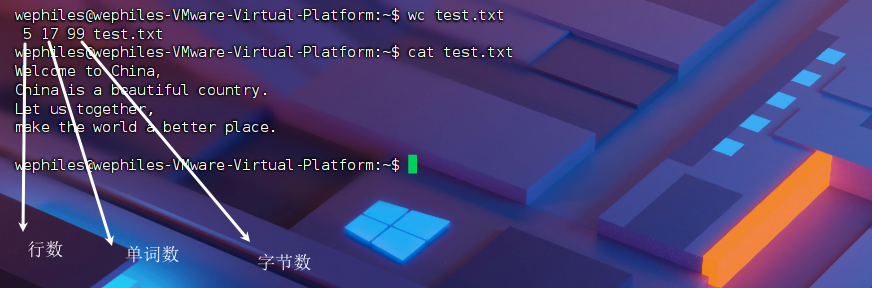 wephiles@wephiles-VMware-Virtual-Platform:~$ wc test.txt
5 17 99 test.txt
wephiles@wephiles-VMware-Virtual-Platform:~$ cat test.txt
Welcome to China,
China is a beautiful country.
Let us together,
make the world a better place.
wephiles@wephiles-VMware-Virtual-Platform:~$
行数
单词数
字节数